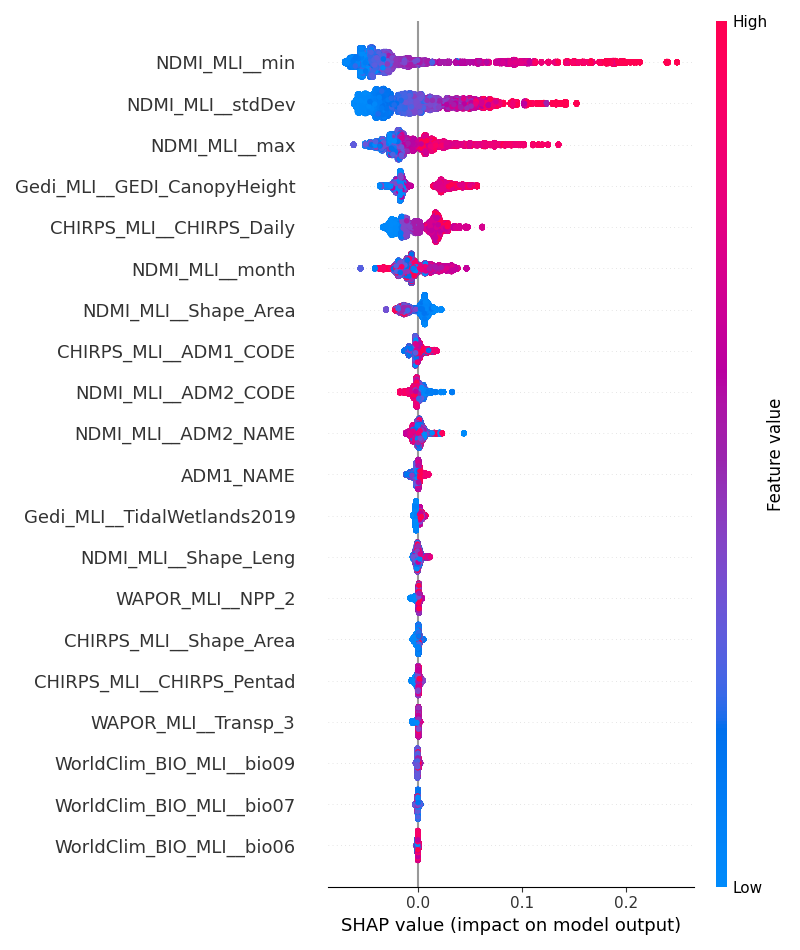 High
NDMI_MLI__min
NDMI_MLI__stdDev
NDMI_MLI__max
Gedi_MLI__GEDI_CanopyHeight
CHIRPS_MLI__CHIRPS_Daily
NDMI_MLI__month
NDMI_MLI__Shape_Area
CHIRPS_MLI__ADM1_CODE
NDMI_MLI__ADM2_CODE
NDMI_MLI__ADM2_NAME
ADM1_NAME
Gedi_MLI__TidalWetlands2019
NDMI_MLI__Shape_Leng
WAPOR_MLI__NPP_2
CHIRPS_MLI__Shape_Area
CHIRPS_MLI__CHIRPS_Pentad
WAPOR_MLI__Transp_3
WorldClim_BIO_MLI__bio09
WorldClim_BIO_MLI__bio07
WorldClim_BIO_MLI__bio06
Feature value
Low
0.0 0.1 0.2
SHAP value (impact on model output)